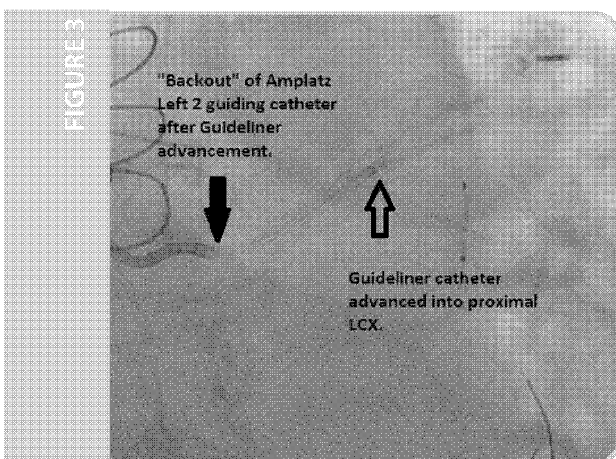 FIGURE 3
"Backout" of Amplatz
Left 2 guiding catheter
after Guideliner
advancement.
Guideliner catheter
advanced into proximal
LCX.